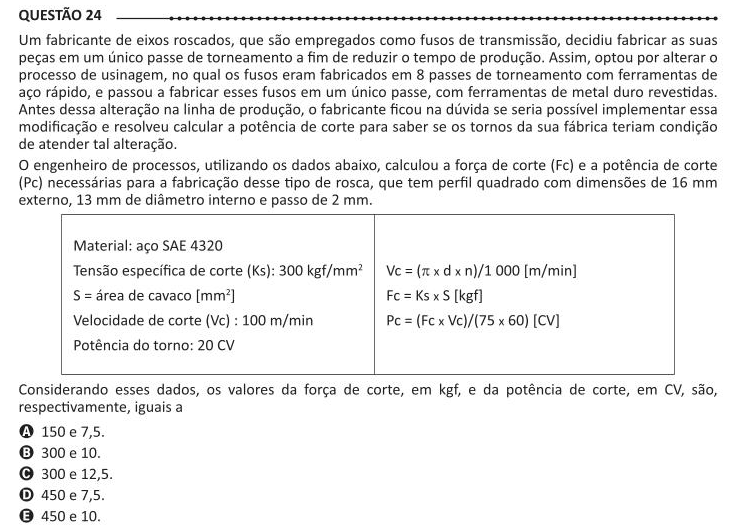 QUESTÃO 24
Um fabricante de eixos roscados, que são empregados como fusos de transmissão, decidiu fabricar as suas
peças em um único passe de torneamento a fim de reduzir o tempo de produção. Assim, optou por alterar o
processo de usinagem, no qual os fusos eram fabricados em 8 passes de torneamento com ferramentas de
aço rápido, e passou a fabricar esses fusos em um único passe, com ferramentas de metal duro revestidas.
Antes dessa alteração na linha de produção, o fabricante ficou na dúvida se seria possível implementar essa
modificação e resolveu calcular a potência de corte para saber se os tornos da sua fábrica teriam condição
de atender tal alteração.
O engenheiro de processos, utilizando os dados abaixo, calculou a força de corte (Fc) e a potência de corte
(Pc) necessárias para a fabricação desse tipo de rosca, que tem perfil quadrado com dimensões de 16 mm
externo, 13 mm de diâmetro interno e passo de 2 mm.
Material: aço SAE 4320
Tensão específica de corte (Ks): 300 kgf/mm²
S = área de cavaco [mm²]
Velocidade de corte (Vc) : 100 m/min
Potência do torno: 20 CV
Vc = (π x d x n)/1 000 [m/min]
Fc = Ks x S [kgf]
Pc = (Fc x Vc)/(75 x 60) [CV]
Considerando esses dados, os valores da força de corte, em kgf, e da potência de corte, em CV, são,
respectivamente, iguais a
A 150 e 7,5.
B 300 e 10.
C 300 e 12,5.
D 450 e 7,5.
E 450 e 10.